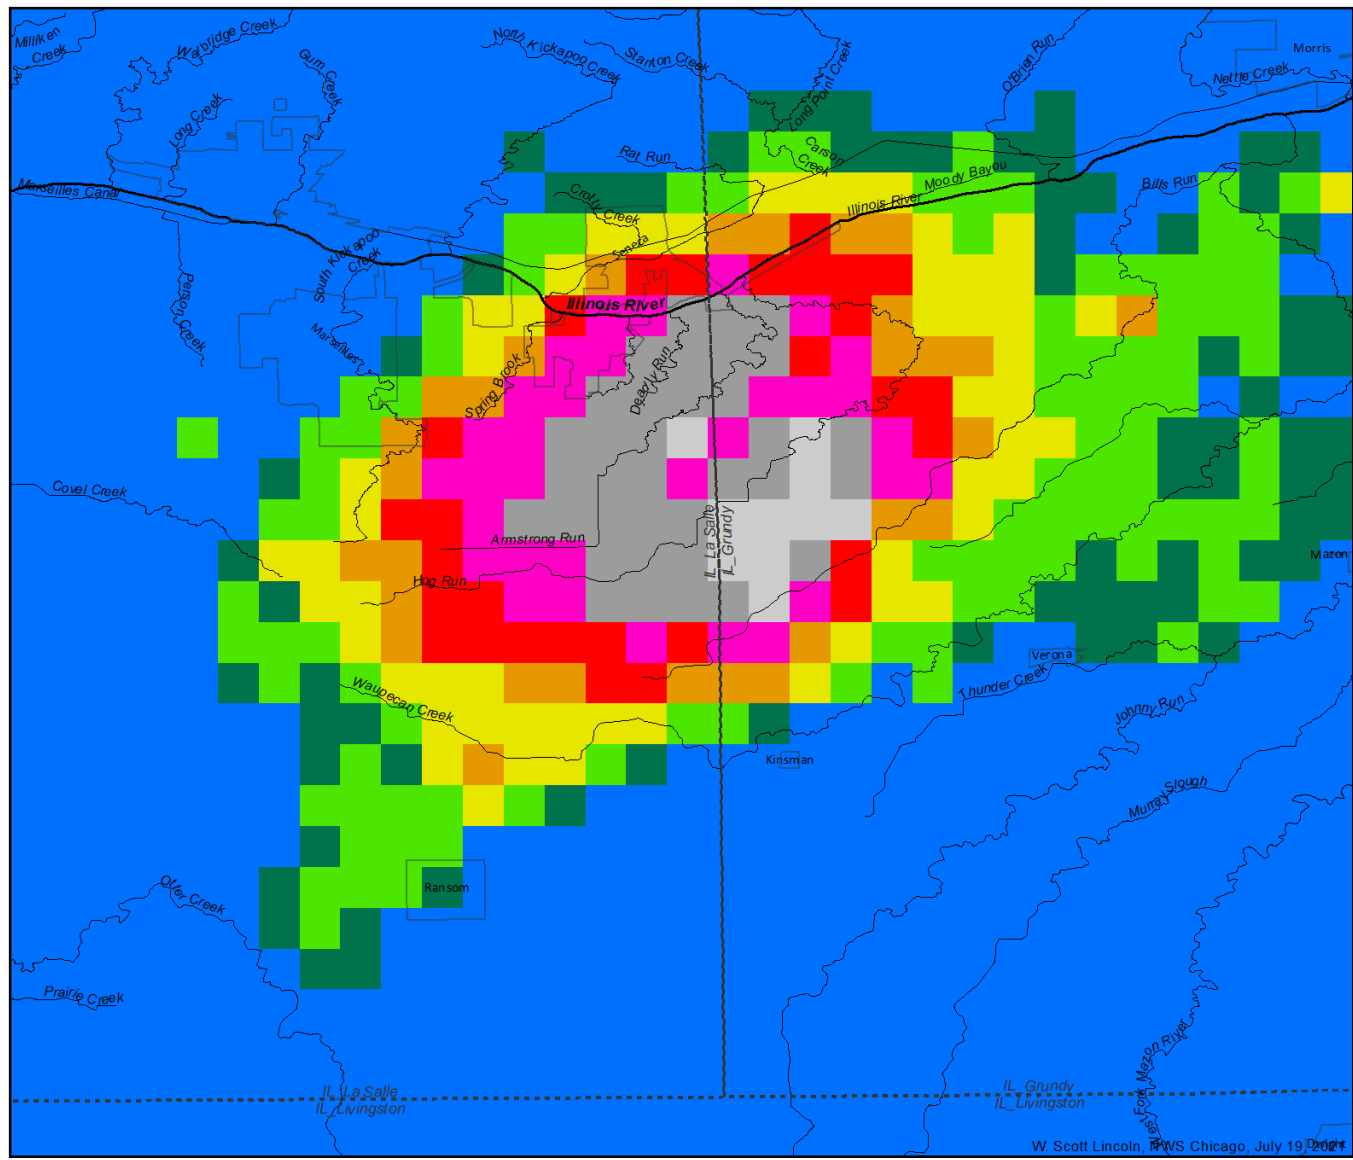 Milliken
Creek
Walbridge Creek
Gum Creek
Long Creek
North Kickapoo Creek
Stanton Creek
Long Point Creek
O'Brien Run
Morris
Nettle Creek
Carson
Creek
Rat Run
Moody Bayou
Bills Run
Marseilles Canal
Crotty Creek
Illinois River
Seneca
South Kickapoo
Creek
Person Creek
Illinois River
Marseilles
Spring Brook
Deadly Run
Covel Creek
Armstrong Run
IL_La Salle
IL_Grundy
Hog Run
Mazon
Verona
Waupecan Creek
Thunder Creek
Johnny Run
Kinsman
Murray Slough
Ransom
Otter Creek
Prairie Creek
West Fork Mazon River
IL_La Salle
IL_Livingston
IL_Grundy
IL_Livingston
Dwight
W. Scott Lincoln, NWS Chicago, July 19, 2021